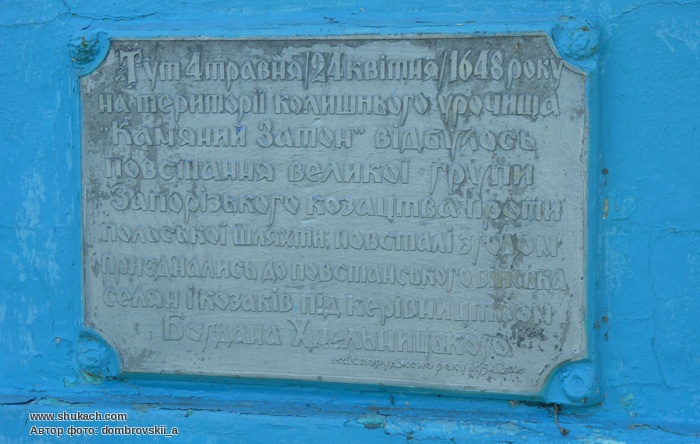 Тут 4 травня /24 квітня/ 1648 року
на території колишнього урочища
"Камяний Затон" відбулось
повстання великої групи
Запорізького козацтва проти
польської шляхти, повсталі згодом
приєднались до повстанського війська
селян і козаків під керівництвом
Богдана Хмельницького
року
www.shukach.com
Автор фото: dombrovskii_a